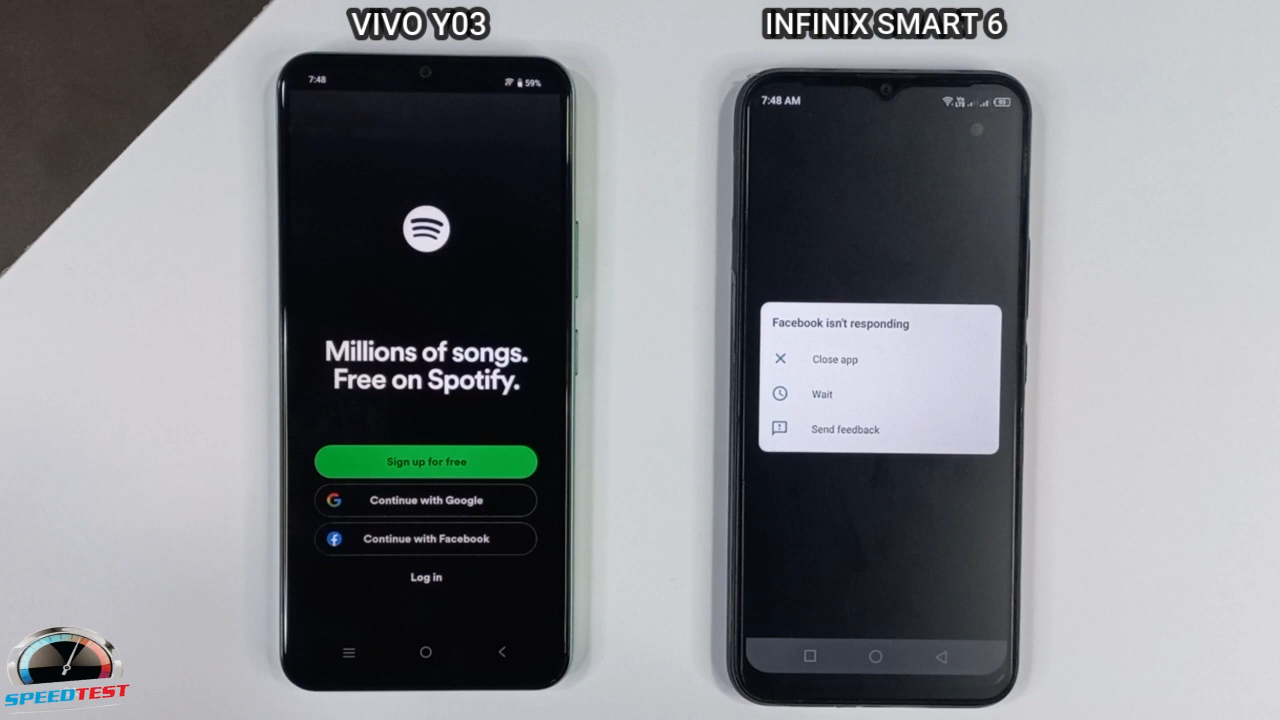 VIVO Y03
INFINIX SMART 6
7:48
59%
Millions of songs.
Free on Spotify.
Sign up for free
Continue with Google
Continue with Facebook
Log in
7:48 AM
Facebook isn't responding
Close app
Wait
Send feedback
SPEEDTEST